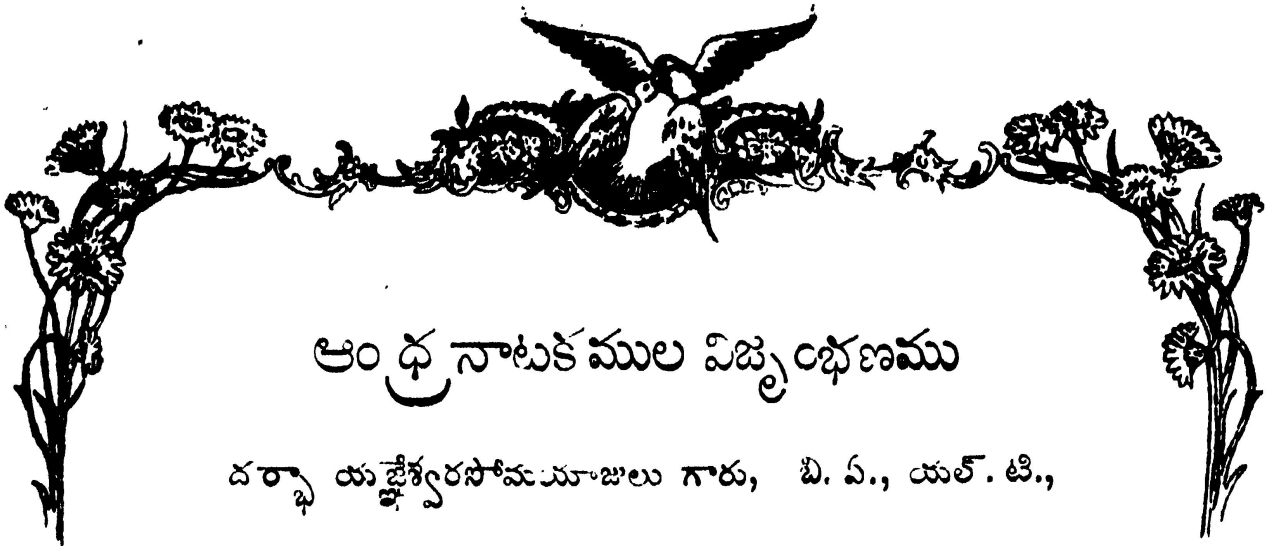 ఆంధ్రనాటకముల విజృంభణము
దర్భా యజ్ఞేశ్వరసోమయాజులు గారు, బి. ఏ., యల్. టి.,